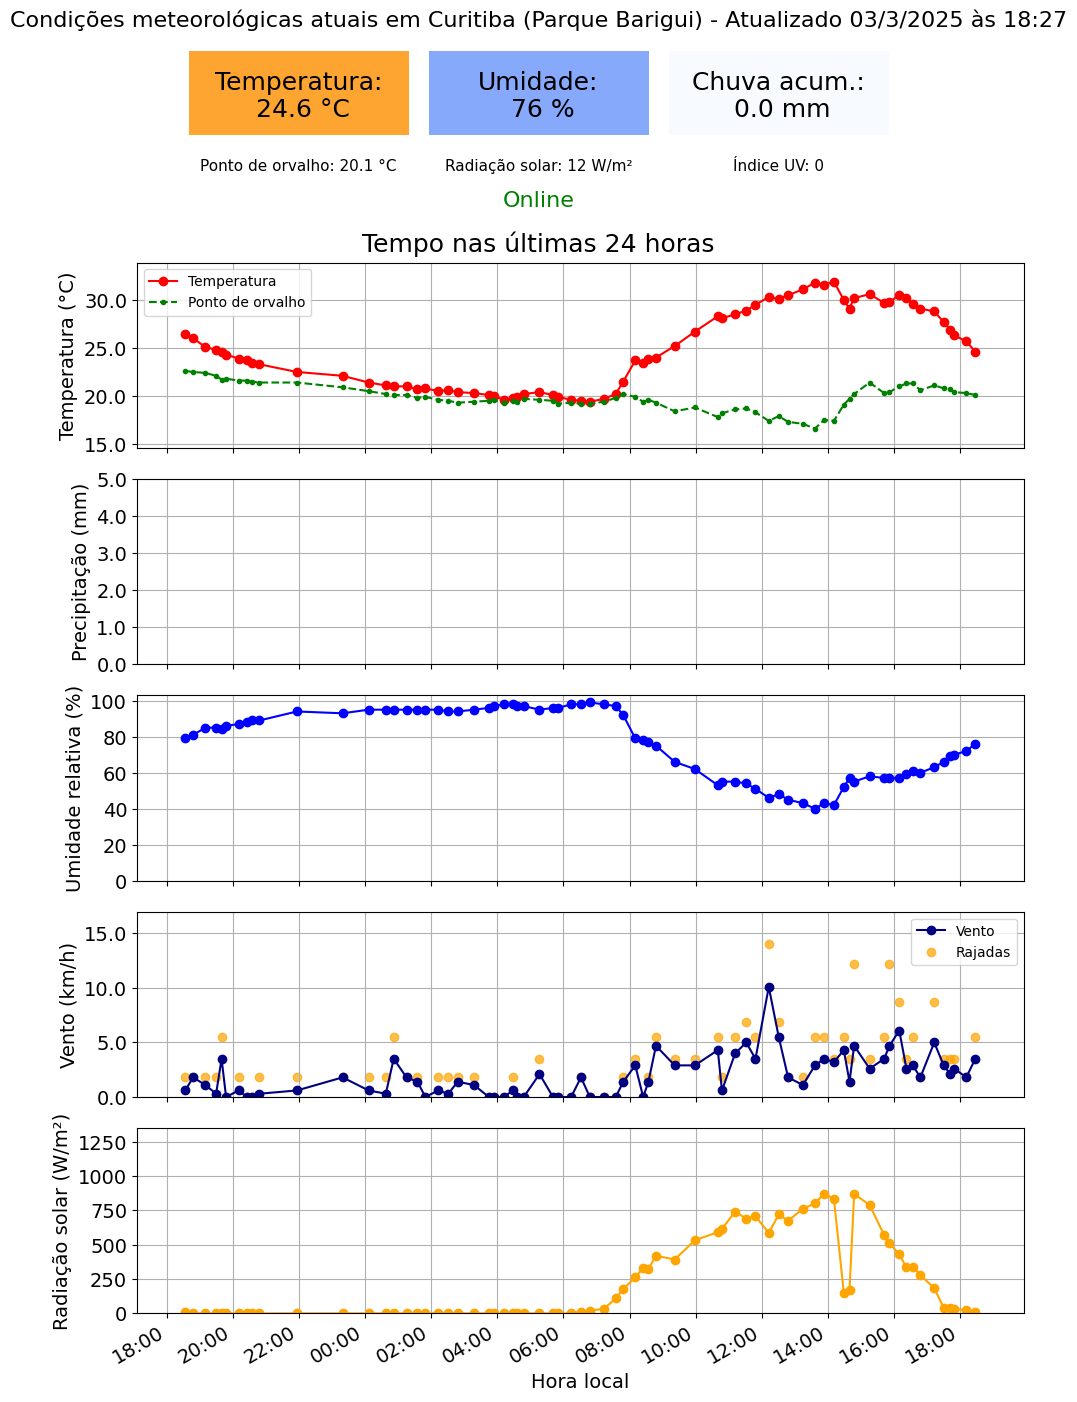 Condições meteorológicas atuais em Curitiba (Parque Barigui) - Atualizado 03/3/2025 às 18:27
Temperatura:
24.6 °C
Umidade:
76 %
Chuva acum.:
0.0 mm
Ponto de orvalho: 20.1 °C
Radiação solar: 12 W/m²
Índice UV: 0
Online
Tempo nas últimas 24 horas
Temperatura (°C)
30.0
25.0
20.0
15.0
Temperatura
Ponto de orvalho
Precipitação (mm)
5.0
4.0
3.0
2.0
1.0
0.0
Umidade relativa (%)
100
80
60
40
20
0
Vento (km/h)
15.0
10.0
5.0
0.0
Vento
Rajadas
Radiação solar (W/m²)
1250
1000
750
500
250
0
18:00
20:00
22:00
00:00
02:00
04:00
06:00
08:00
10:00
12:00
14:00
16:00
18:00
Hora local